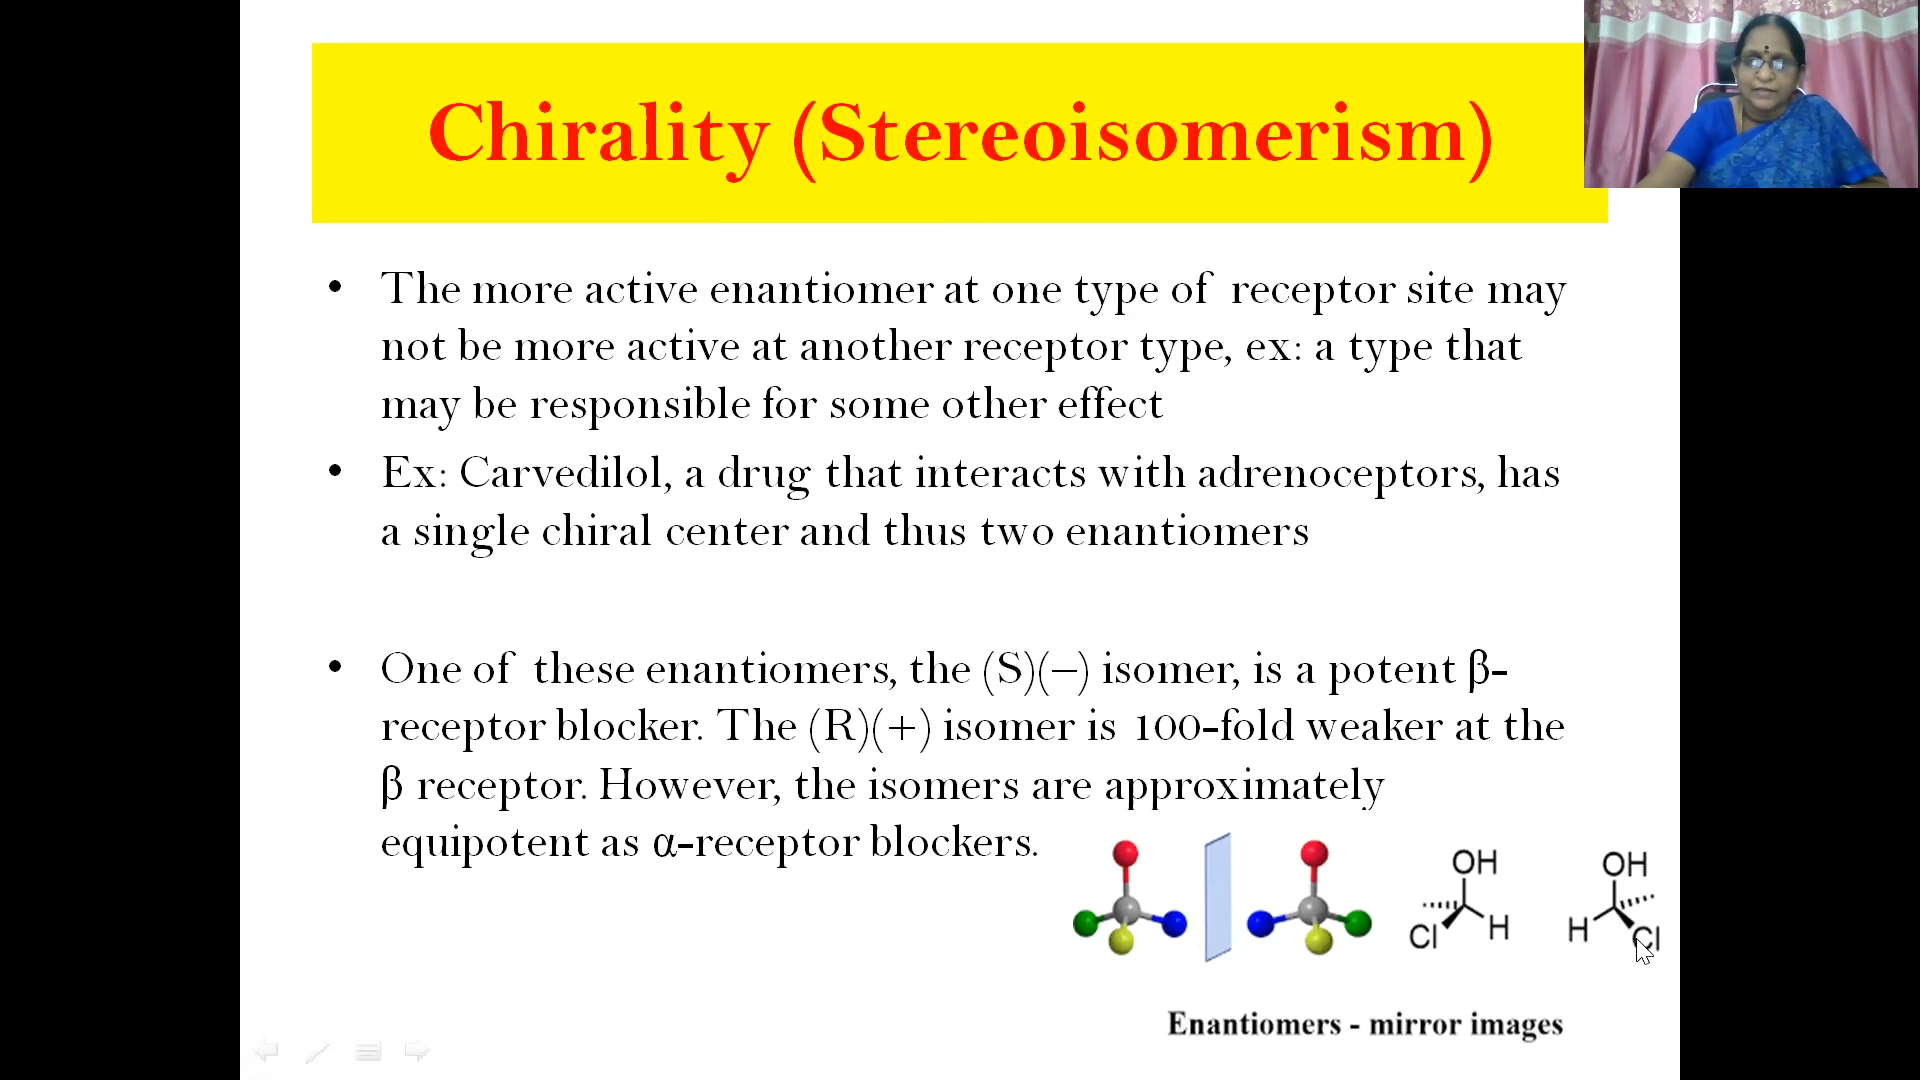 Chirality (Stereoisomerism)
• The more active enantiomer at one type of receptor site may
not be more active at another receptor type, ex: a type that
may be responsible for some other effect
• Ex: Carvedilol, a drug that interacts with adrenoceptors, has
a single chiral center and thus two enantiomers
• One of these enantiomers, the (S)(–) isomer, is a potent β-
receptor blocker. The (R)(+) isomer is 100-fold weaker at the
β receptor. However, the isomers are approximately
equipotent as α-receptor blockers.
OH
Cl
H
OH
H
Cl
Enantiomers - mirror images